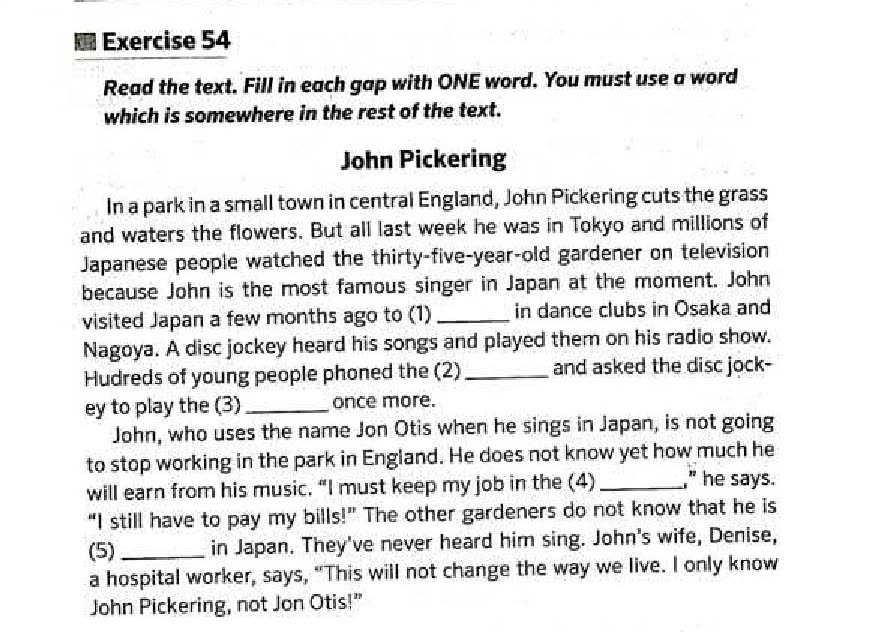 Exercise 54
Read the text. Fill in each gap with ONE word. You must use a word
which is somewhere in the rest of the text.
John Pickering
In a park in a small town in central England, John Pickering cuts the grass
and waters the flowers. But all last week he was in Tokyo and millions of
Japanese people watched the thirty-five-year-old gardener on television
because John is the most famous singer in Japan at the moment. John
visited Japan a few months ago to (1) ______ in dance clubs in Osaka and
Nagoya. A disc jockey heard his songs and played them on his radio show.
Hudreds of young people phoned the (2) _______ and asked the disc jock-
ey to play the (3) _______ once more.
John, who uses the name Jon Otis when he sings in Japan, is not going
to stop working in the park in England. He does not know yet how much he
will earn from his music. "I must keep my job in the (4) _______," he says.
"I still have to pay my bills!" The other gardeners do not know that he is
(5) _______ in Japan. They've never heard him sing. John's wife, Denise,
a hospital worker, says, "This will not change the way we live. I only know
John Pickering, not Jon Otis!"